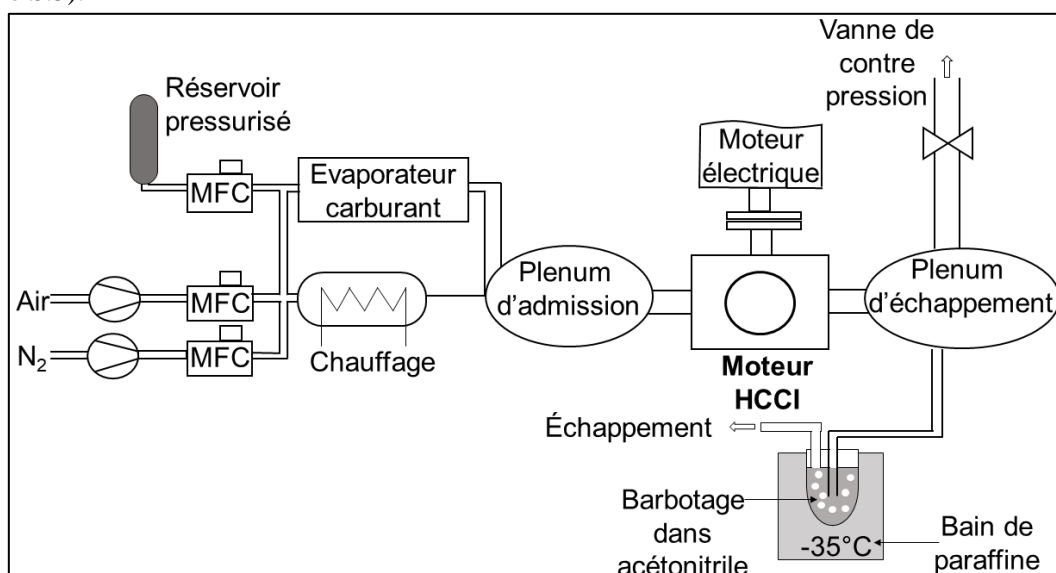 Vanne de
contre
pression
Réservoir
pressurisé
Moteur
électrique
MFC
Evaporateur
carburant
Air
MFC
N2
MFC
Chauffage
Plenum
d'admission
Plenum
d'échappement
Moteur
HCCI
Échappement
Barbotage
dans
acétonitrile
-35°C
Bain de
paraffine